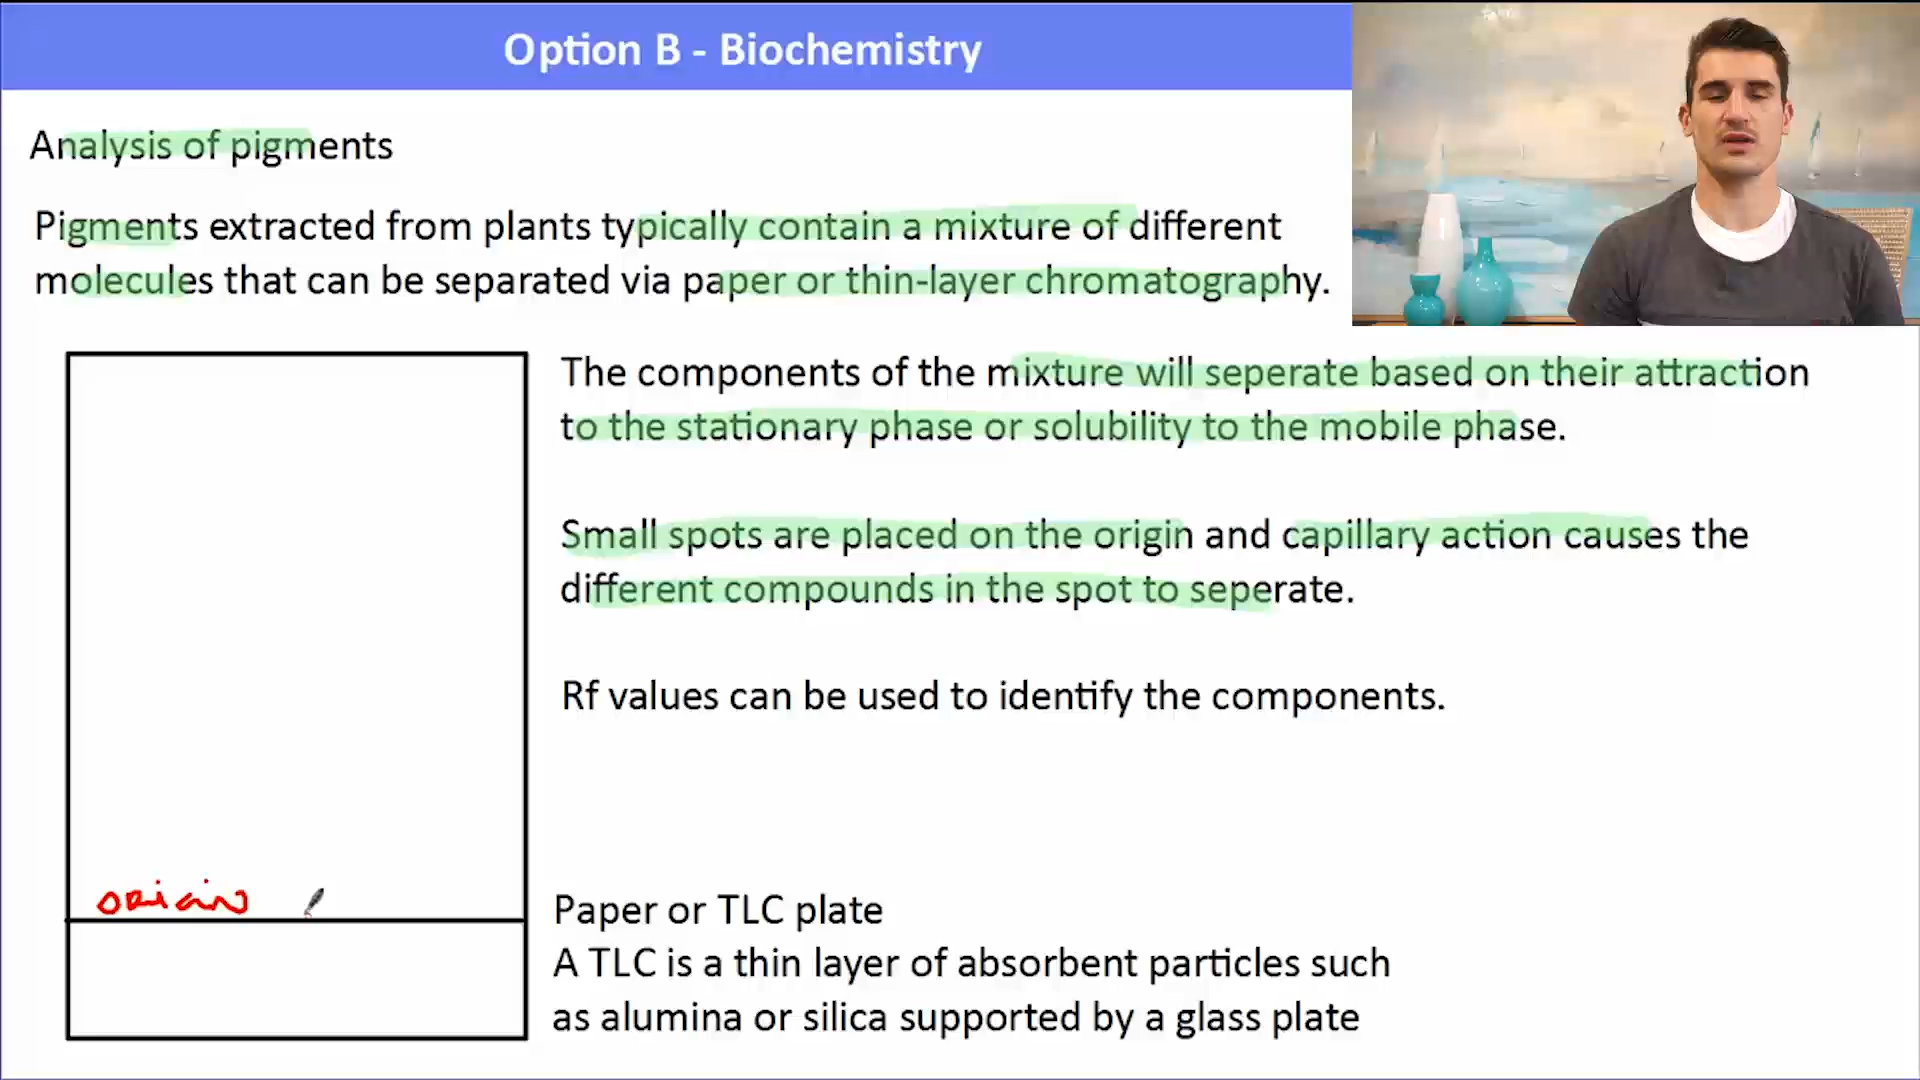 Option B - Biochemistry
Analysis of pigments
Pigments extracted from plants typically contain a mixture of different
molecules that can be separated via paper or thin-layer chromatography.
The components of the mixture will seperate based on their attraction
to the stationary phase or solubility to the mobile phase.
Small spots are placed on the origin and capillary action causes the
different compounds in the spot to seperate.
Rf values can be used to identify the components.
origin
Paper or TLC plate
A TLC is a thin layer of absorbent particles such
as alumina or silica supported by a glass plate